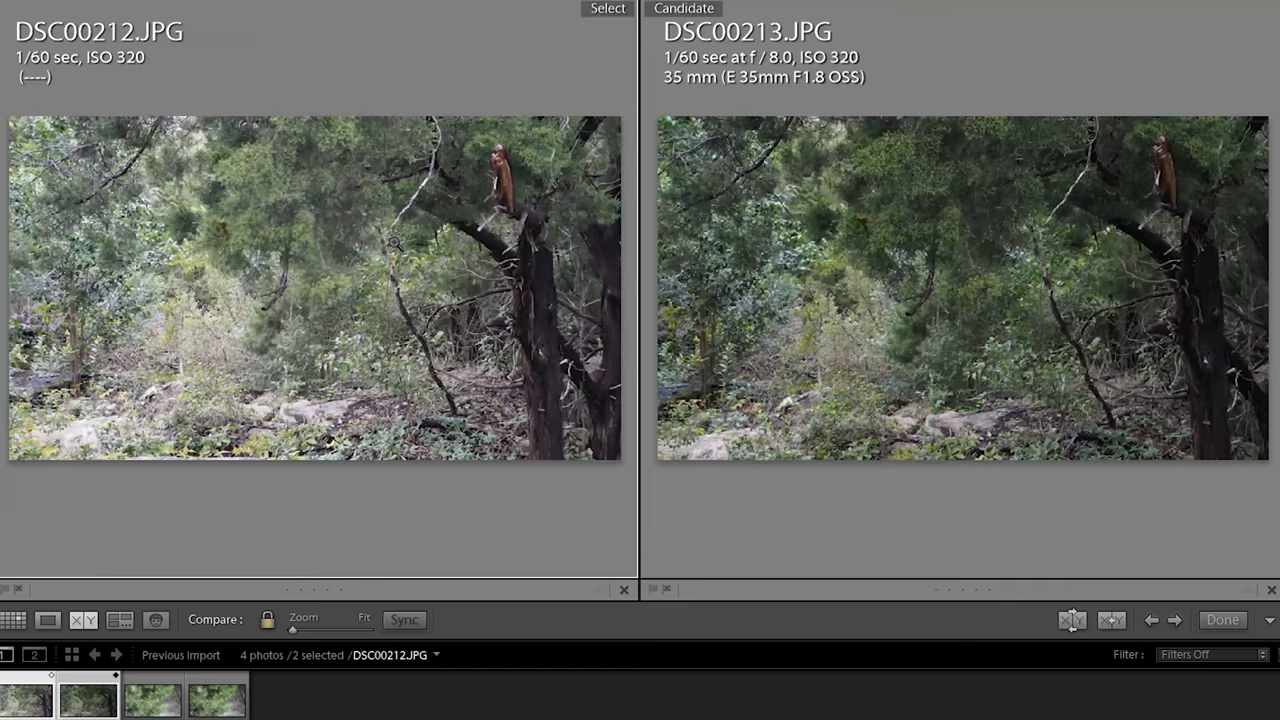 Select
DSC00212.JPG
1/60 sec, ISO 320
(----)
Candidate
DSC00213.JPG
1/60 sec at f / 8.0, ISO 320
35 mm (E 35mm F1.8 OSS)
XY
Compare :
Zoom
Fit
Sync
Done
2
Previous Import
4 photos /2 selected /DSC00212.JPG
Filter :
Filters Off